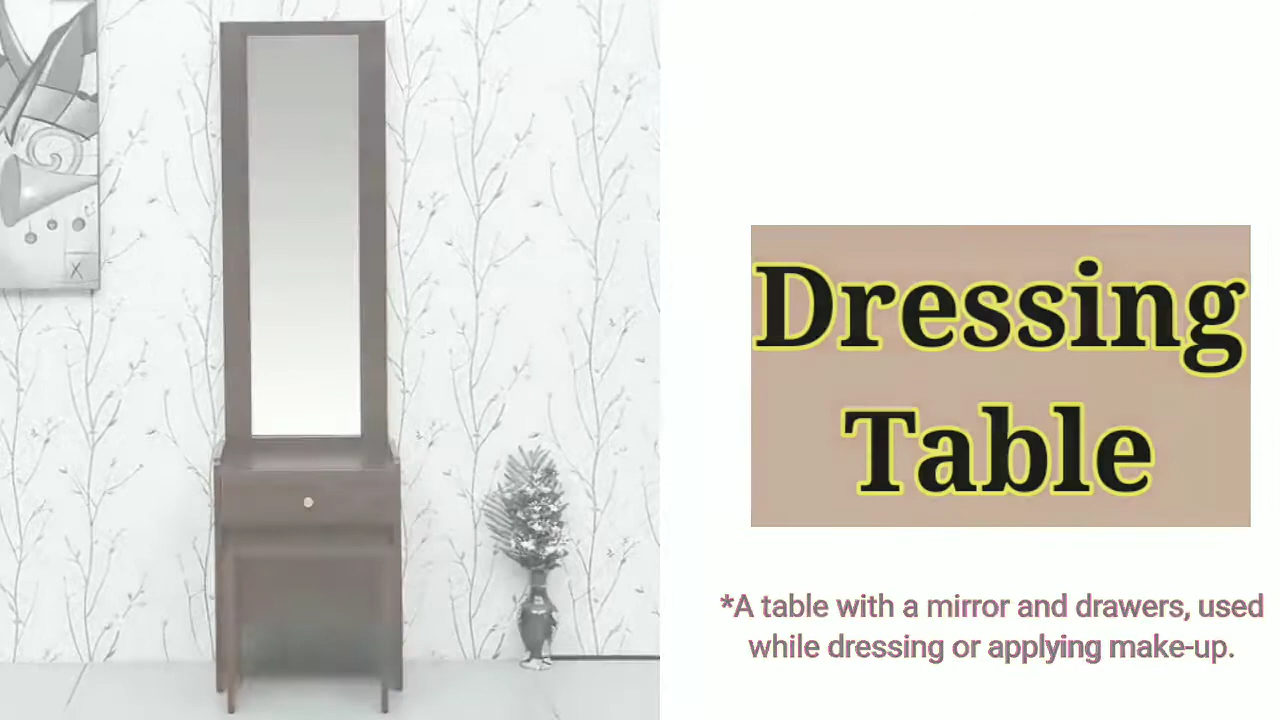 Dressing
Table
*A table with a mirror and drawers, used
while dressing or applying make-up.